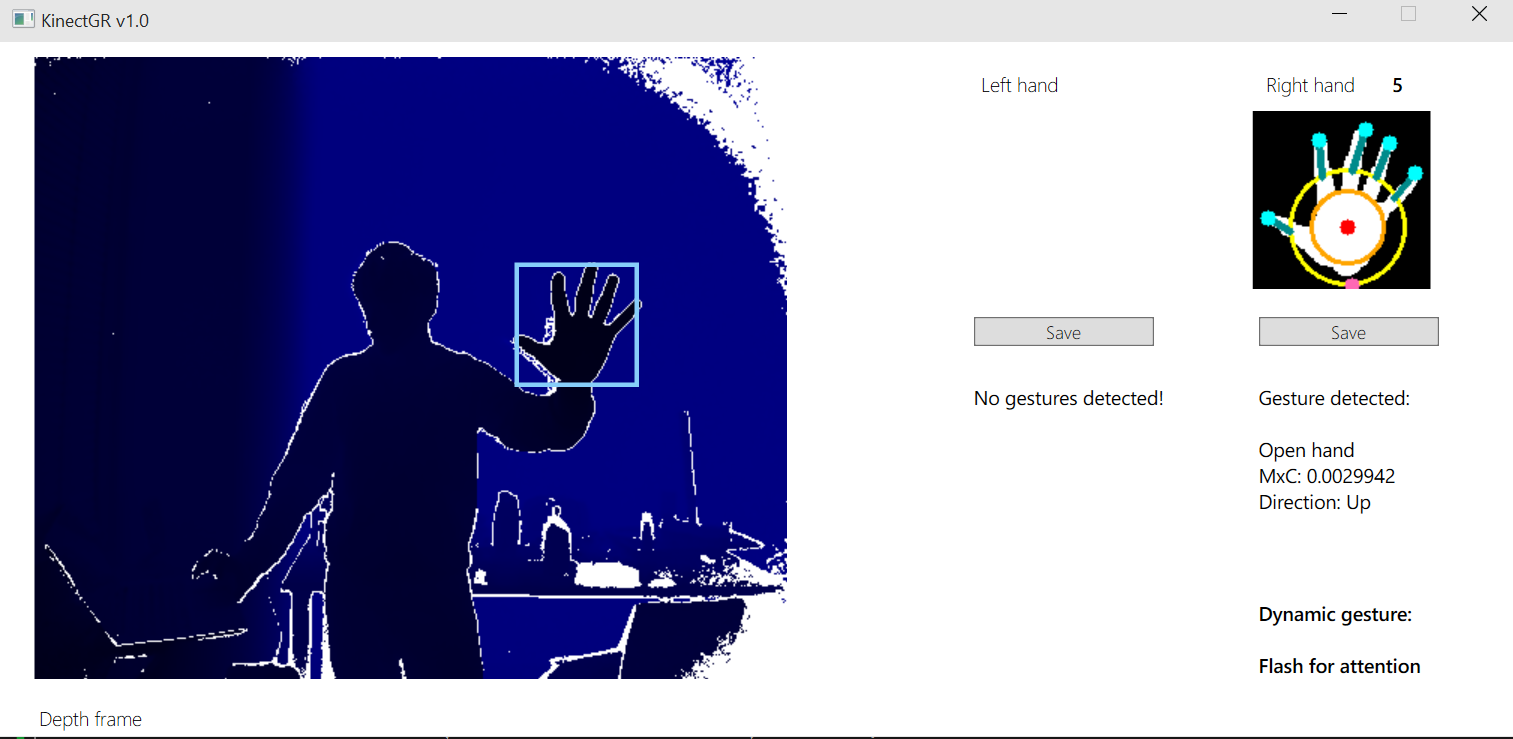 KinectGR v1.0
Left hand
Right hand 5
Save
Save
No gestures detected!
Gesture detected:
Open hand
MxC: 0.0029942
Direction: Up
Dynamic gesture:
Flash for attention
Depth frame